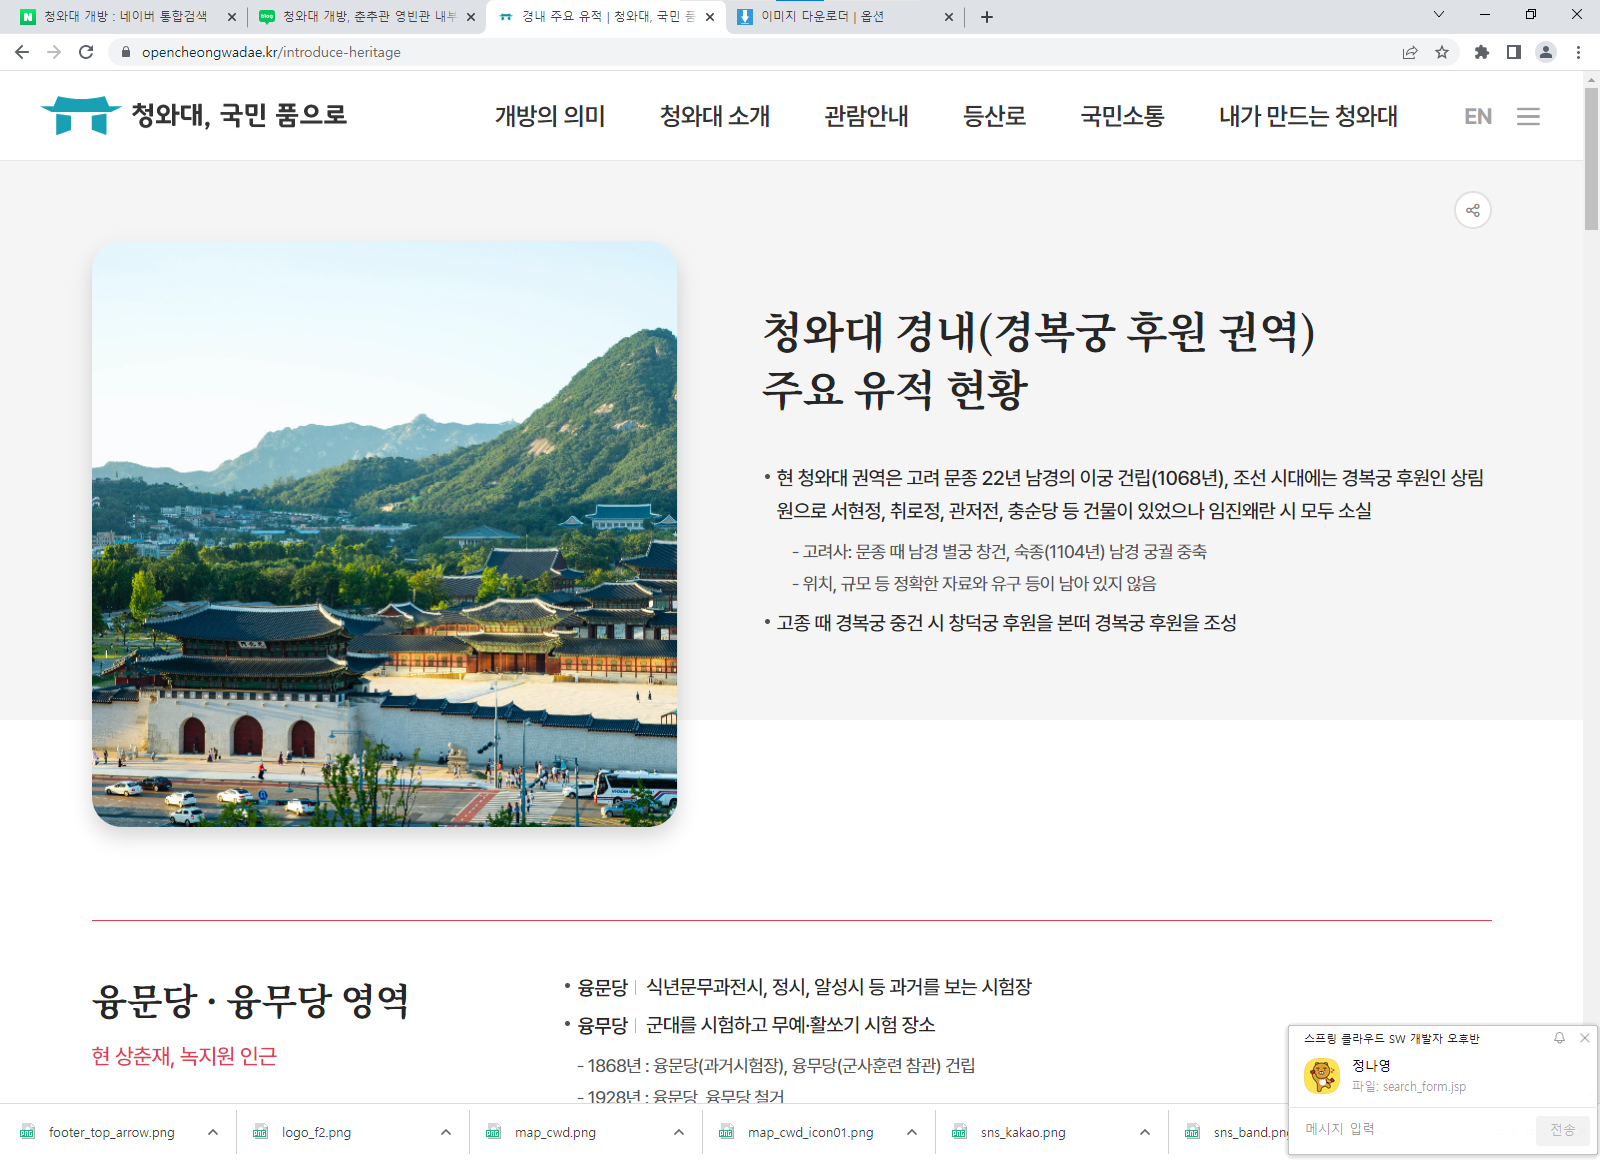 청와대 개방 : 네이버 통합검색
청와대 개방, 춘추관 영빈관 내부
경내 주요 유적 | 청와대, 국민 품
이미지 다운로더 | 옵션
opencheongwadae.kr/introduce-heritage
청와대, 국민 품으로
개방의 의미
청와대 소개
관람안내
등산로
국민소통
내가 만드는 청와대
EN
청와대 경내(경복궁 후원 권역)
주요 유적 현황
• 현 청와대 권역은 고려 문종 22년 남경의 이궁 건립(1068년), 조선 시대에는 경복궁 후원인 상림
원으로 서현정, 취로정, 관저전, 충순당 등 건물이 있었으나 임진왜란 시 모두 소실
- 고려사: 문종 때 남경 별궁 창건, 숙종(1104년) 남경 궁궐 중축
- 위치, 규모 등 정확한 자료와 유구 등이 남아 있지 않음
• 고종 때 경복궁 중건 시 창덕궁 후원을 본떠 경복궁 후원을 조성
융문당 · 융무당 영역
현 상춘재, 녹지원 인근
• 융문당 | 식년문무과전시, 정시, 알성시 등 과거를 보는 시험장
• 융무당 | 군대를 시험하고 무예·활쏘기 시험 장소
- 1868년 : 융문당(과거시험장), 융무당(군사훈련 참관) 건립
- 1928년 : 융문당, 융무당 철거
스프링 클라우드 SW 개발자 오후반
정나영
파일: search_form.jsp
메시지 입력
전송
footer_top_arrow.png
logo_f2.png
map_cwd.png
map_cwd_icon01.png
sns_kakao.png
sns_band.png